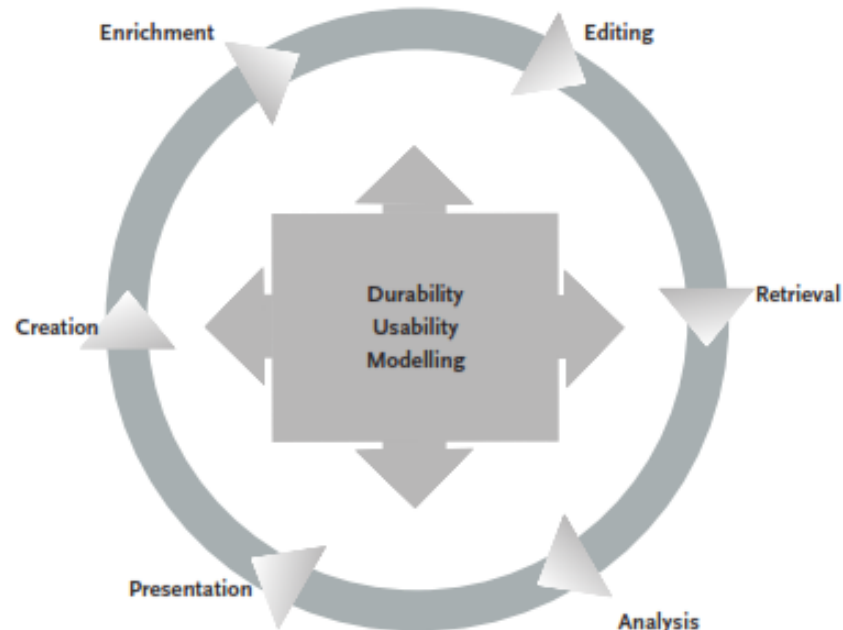 Enrichment
Editing
Durability
Usability
Modelling
Retrieval
Creation
Presentation
Analysis